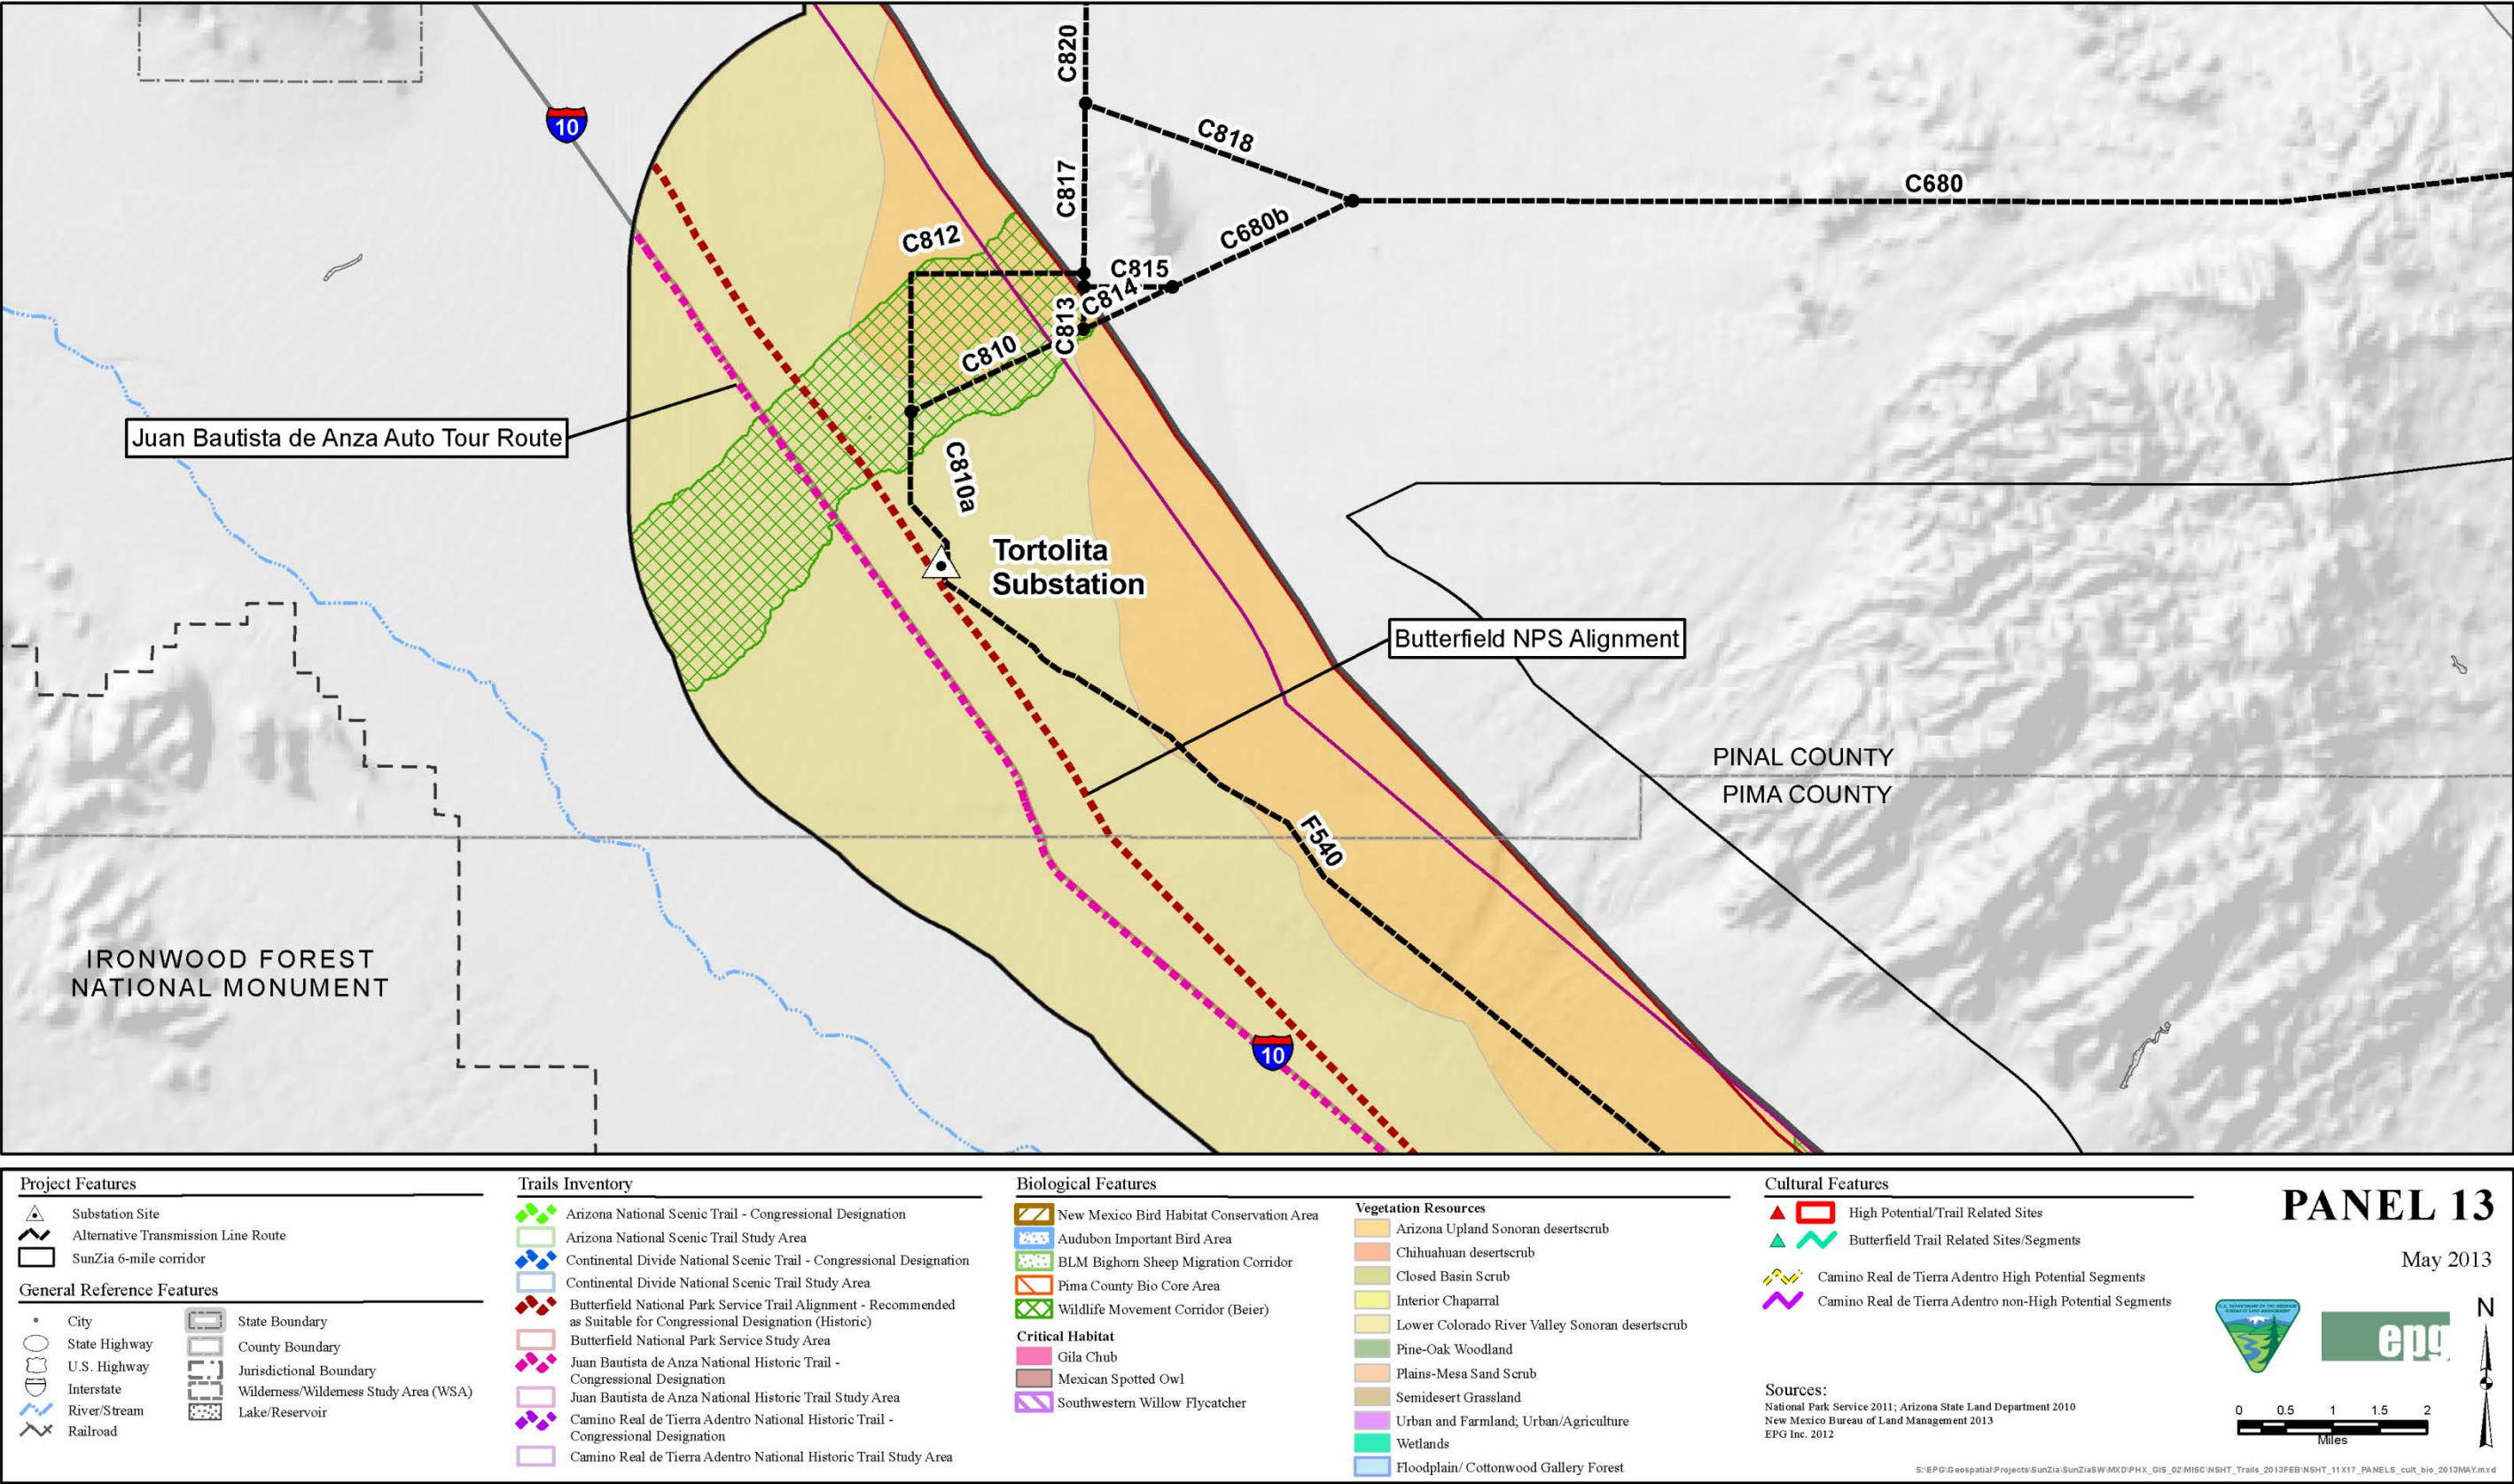 C820
10
C818
C817
C680
C680b
C812
C815
C814
C813
C810
Juan Bautista de Anza Auto Tour Route
C810a
Tortolita
Substation
Butterfield NPS Alignment
PINAL COUNTY
PIMA COUNTY
F540
IRONWOOD FOREST
NATIONAL MONUMENT
10
Project Features
Substation Site
Alternative Transmission Line Route
SunZia 6-mile corridor
General Reference Features
City
State Highway
U.S. Highway
Interstate
River/Stream
Railroad
State Boundary
County Boundary
Jurisdictional Boundary
Wilderness/Wilderness Study Area (WSA)
Lake/Reservoir
Trails Inventory
Arizona National Scenic Trail - Congressional Designation
Arizona National Scenic Trail Study Area
Continental Divide National Scenic Trail - Congressional Designation
Continental Divide National Scenic Trail Study Area
Butterfield National Park Service Trail Alignment - Recommended
as Suitable for Congressional Designation (Historic)
Butterfield National Park Service Study Area
Juan Bautista de Anza National Historic Trail -
Congressional Designation
Juan Bautista de Anza National Historic Trail Study Area
Camino Real de Tierra Adentro National Historic Trail -
Congressional Designation
Camino Real de Tierra Adentro National Historic Trail Study Area
Biological Features
New Mexico Bird Habitat Conservation Area
Audubon Important Bird Area
BLM Bighorn Sheep Migration Corridor
Pima County Bio Core Area
Wildlife Movement Corridor (Beier)
Critical Habitat
Gila Chub
Mexican Spotted Owl
Southwestern Willow Flycatcher
Vegetation Resources
Arizona Upland Sonoran desertscrub
Chihuahuan desertscrub
Closed Basin Scrub
Interior Chaparral
Lower Colorado River Valley Sonoran desertscrub
Pine-Oak Woodland
Plains-Mesa Sand Scrub
Semidesert Grassland
Urban and Farmland; Urban/Agriculture
Wetlands
Floodplain/ Cottonwood Gallery Forest
Cultural Features
High Potential/Trail Related Sites
Butterfield Trail Related Sites/Segments
Camino Real de Tierra Adentro High Potential Segments
Camino Real de Tierra Adentro non-High Potential Segments
PANEL 13
May 2013
epg
N
Sources:
National Park Service 2011; Arizona State Land Department 2010
New Mexico Bureau of Land Management 2013
EPG Inc. 2012
0 0.5 1 1.5 2
Miles
S:\EPG\Geospatial\Projects\SunZia\SunZiaSW\MXD\PHX_GIS_02\MISC\NSHT_Trails_2013FEB\NSHT_11X17_PANELS_cult_bio_2013MAY.mxd